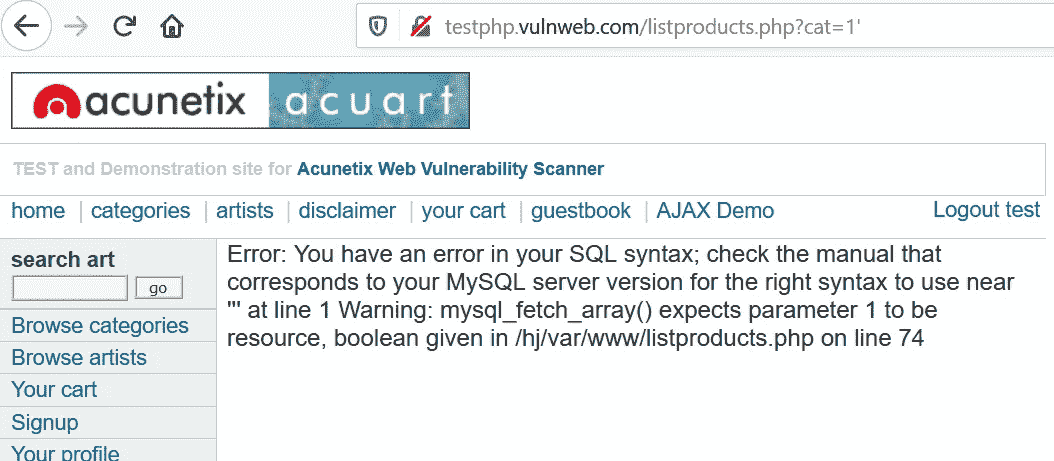 testphp.vulnweb.com/listproducts.php?cat=1'
acunetix acuart
TEST and Demonstration site for Acunetix Web Vulnerability Scanner
home | categories | artists | disclaimer | your cart | guestbook | AJAX Demo Logout test
search art
go
Browse categories
Browse artists
Your cart
Signup
Your profile
Error: You have an error in your SQL syntax; check the manual that
corresponds to your MySQL server version for the right syntax to use near
''' at line 1 Warning: mysql_fetch_array() expects parameter 1 to be
resource, boolean given in /hj/var/www/listproducts.php on line 74